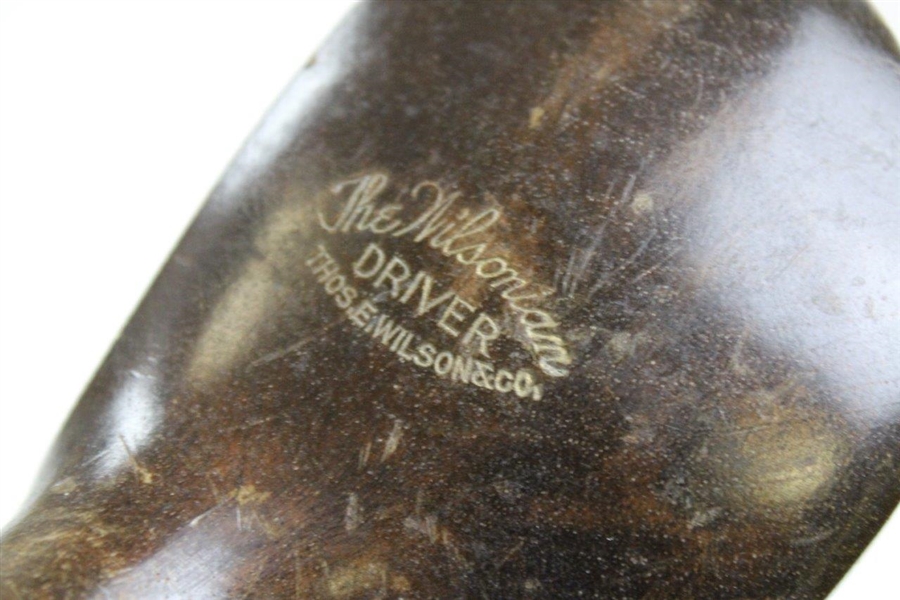 The Wilsonian
DRIVER
THOS. E. WILSON & CO.